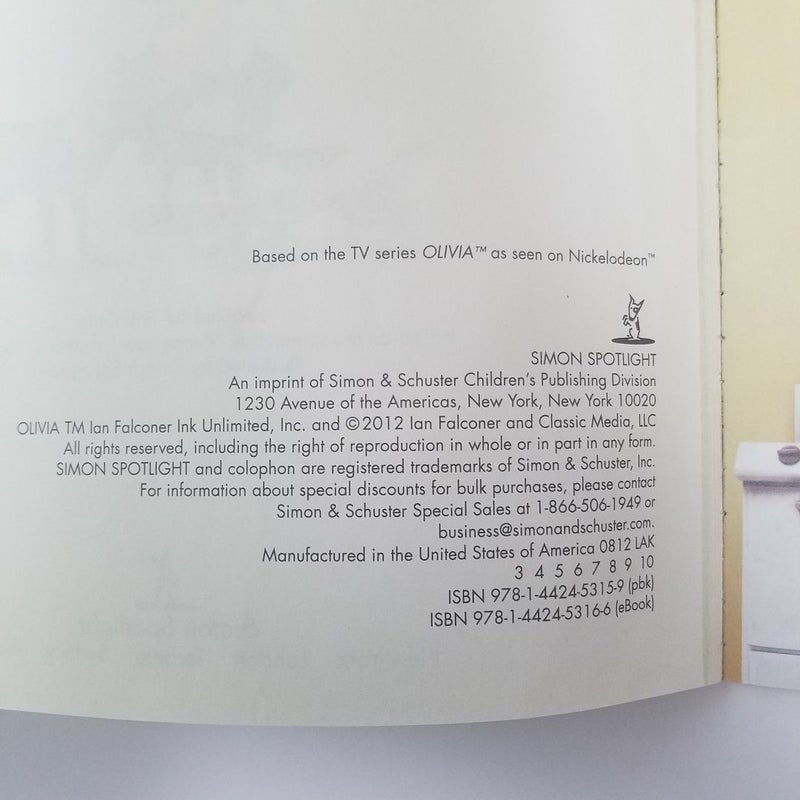 Based on the TV series OLIVIA™ as seen on Nickelodeon™
SIMON SPOTLIGHT
An imprint of Simon & Schuster Children's Publishing Division
1230 Avenue of the Americas, New York, New York 10020
OLIVIA TM Ian Falconer Ink Unlimited, Inc. and ©2012 Ian Falconer and Classic Media, LLC
All rights reserved, including the right of reproduction in whole or in part in any form.
SIMON SPOTLIGHT and colophon are registered trademarks of Simon & Schuster, Inc.
For information about special discounts for bulk purchases, please contact
Simon & Schuster Special Sales at 1-866-506-1949 or
business@simonandschuster.com.
Manufactured in the United States of America 0812 LAK
3 4 5 6 7 8 9 10
ISBN 978-1-4424-5315-9 (pbk)
ISBN 978-1-4424-5316-6 (eBook)